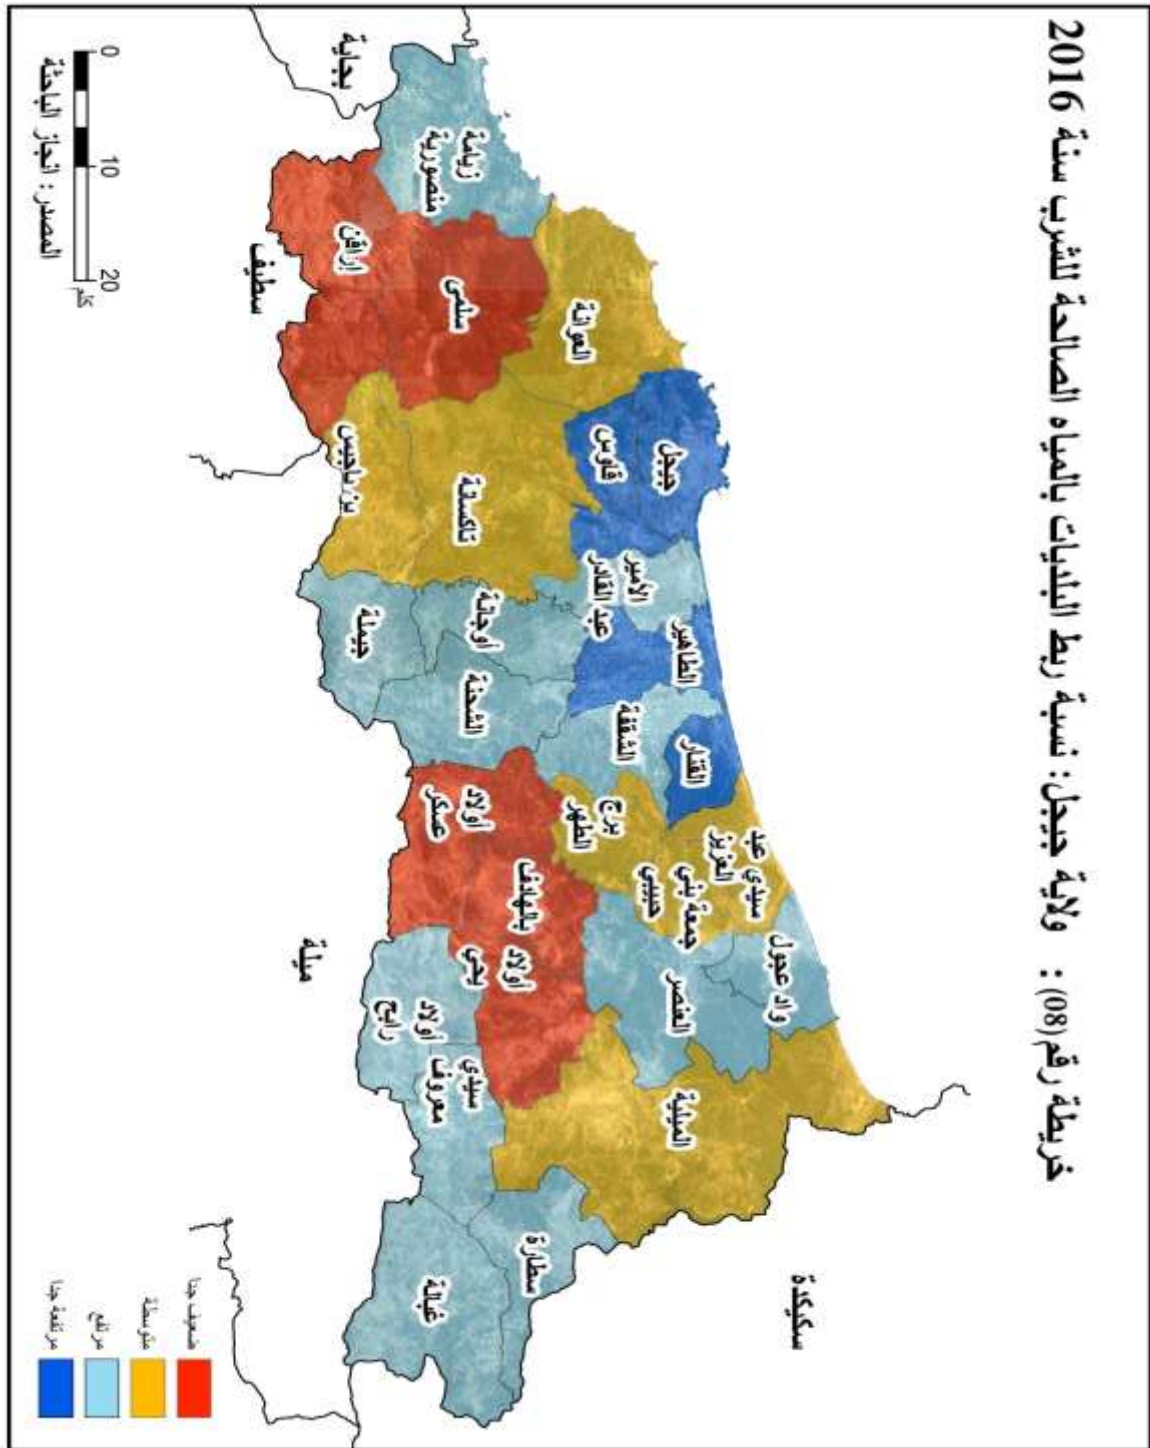 خريطة رقم(08) : ولاية جيجل: نسبة ربط البلديات بالمياه الصالحة للشرب سنة 2016
سكيكدة
واد عجول
سيدي عبد
العزيز
جمعة بني
حبيبي
القنار
الطاهير
جيجل
الميلية
العنصر
برج
الطهر
الشقفة
الأمير
عبد القادر
قاوس
العوانة
سطارة
أولاد
يحي
بالهادف
أولاد
عسكر
الشحنة
أوجانة
تاكسنة
سلمى
زيامة
منصورية
غبالة
سيدي
معروف
أولاد
رابح
جيملة
بن ياجيس
إراقن
بجاية
ميلة
سطيف
ضعيف جدا
متوسطة
مرتفع
مرتفعة جدا
0 10 20
كلم
المصدر: انجاز الباحثة